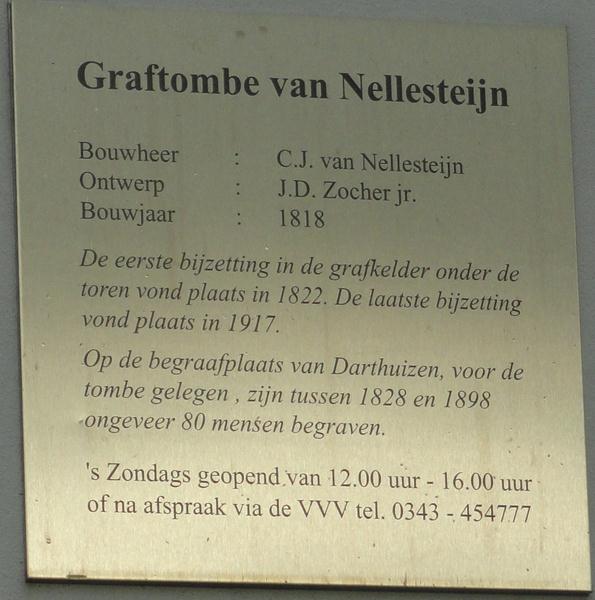 Graftombe van Nellesteijn
Bouwheer : C.J. van Nellesteijn
Ontwerp : J.D. Zocher jr.
Bouwjaar : 1818
De eerste bijzetting in de grafkelder onder de
toren vond plaats in 1822. De laatste bijzetting
vond plaats in 1917.
Op de begraafplaats van Darthuizen, voor de
tombe gelegen , zijn tussen 1828 en 1898
ongeveer 80 mensen begraven.
's Zondags geopend van 12.00 uur - 16.00 uur
of na afspraak via de VVV tel. 0343 - 454777